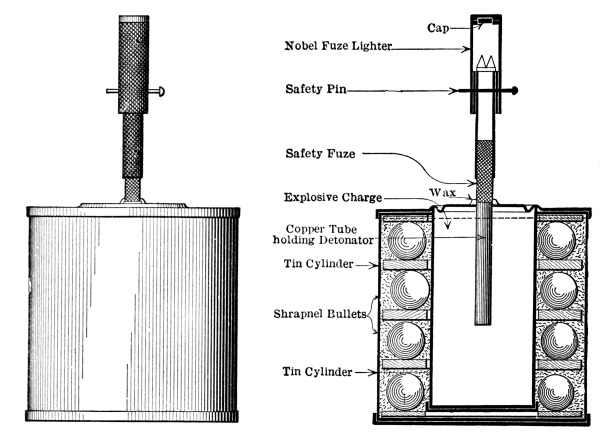 Cap
Nobel Fuze Lighter
Safety Pin
Safety Fuze
Wax
Explosive Charge
Copper Tube
holding Detonator
Tin Cylinder
Shrapnel Bullets
Tin Cylinder